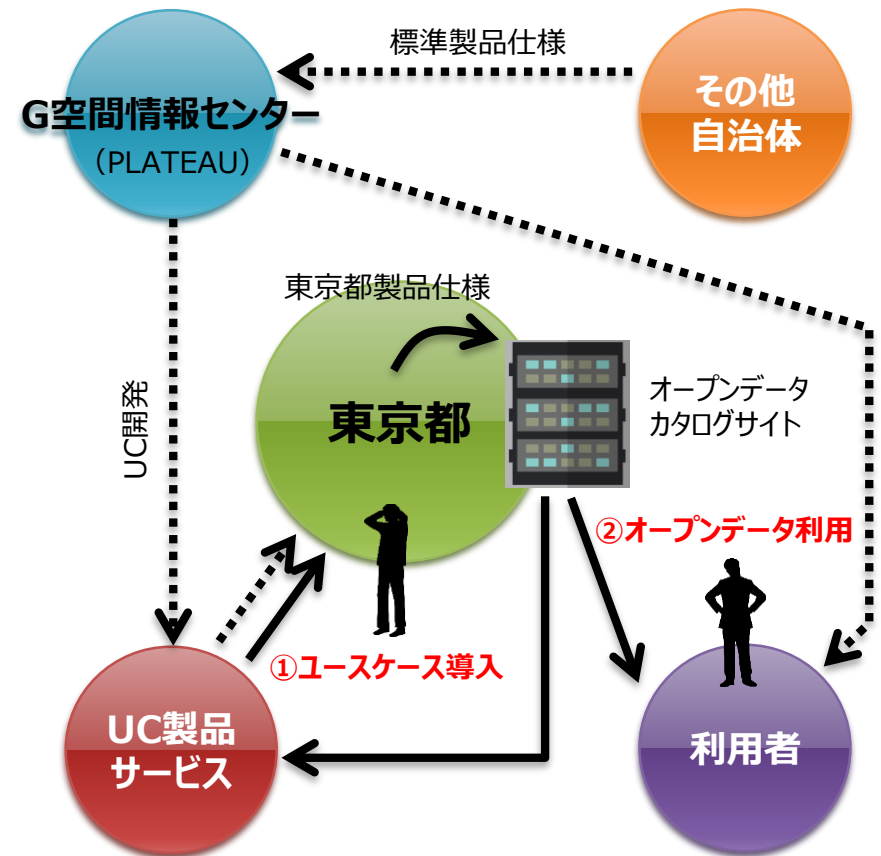 標準製品仕様
その他
自治体
G空間情報センター
（PLATEAU）
東京都製品仕様
オープンデータ
カタログサイト
東京都
UC開発
②オープンデータ利用
①ユースケース導入
UC製品
サービス
利用者